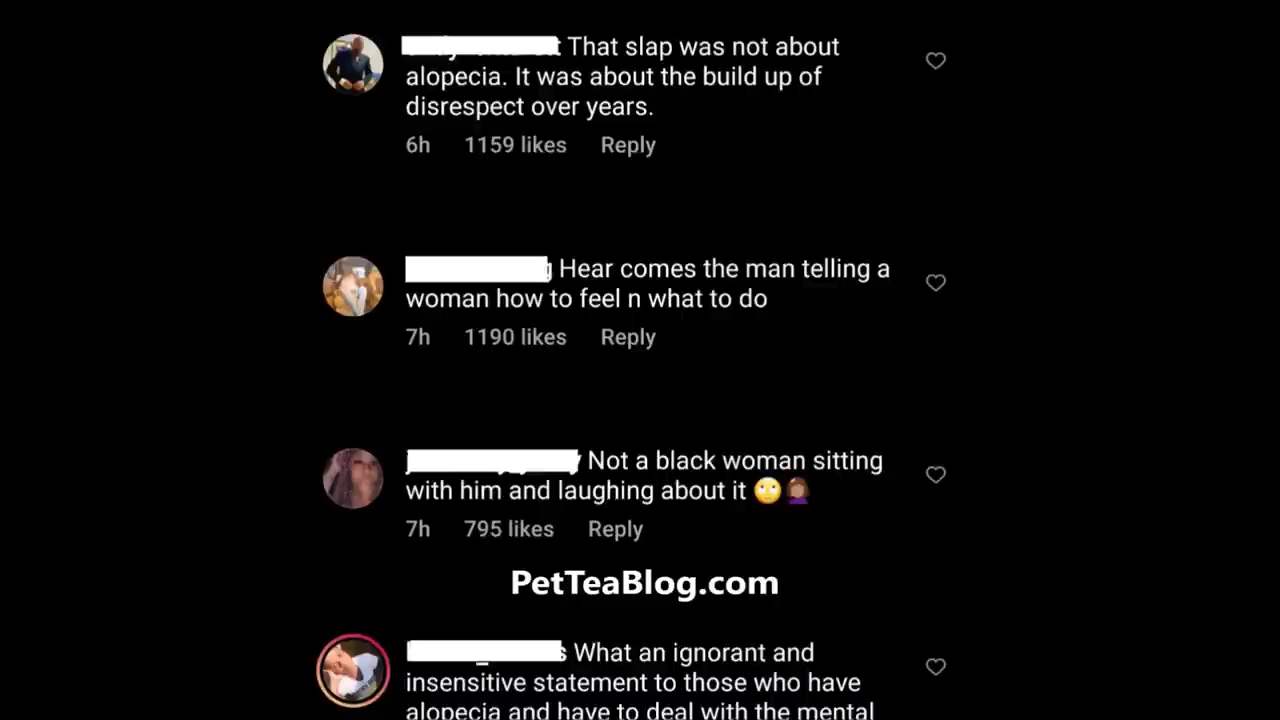 That slap was not about
alopecia. It was about the build up of
disrespect over years.
6h 1159 likes Reply
Hear comes the man telling a
woman how to feel n what to do
7h 1190 likes Reply
Not a black woman sitting
with him and laughing about it 🙄🤦🏽‍♀️
7h 795 likes Reply
PetTeaBlog.com
What an ignorant and
insensitive statement to those who have
alopecia and have to deal with the mental